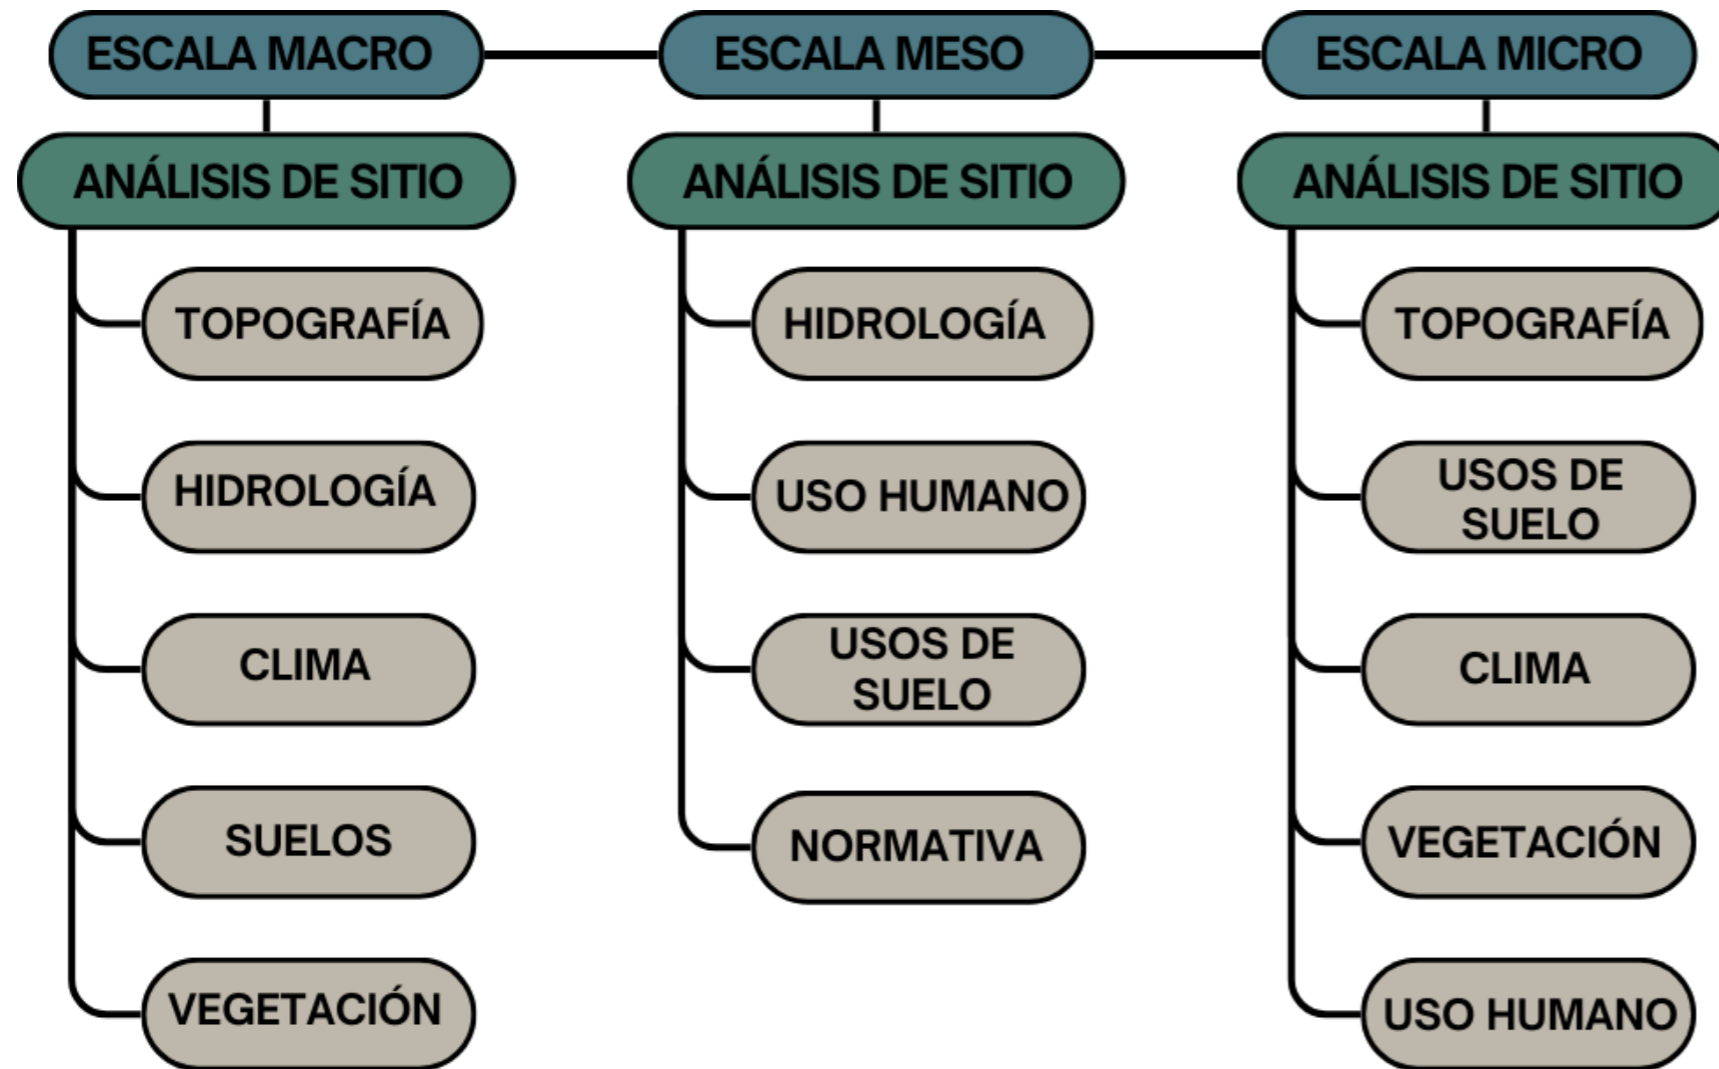 ESCALA MACRO
ANÁLISIS DE SITIO
TOPOGRAFÍA
HIDROLOGÍA
CLIMA
SUELOS
VEGETACIÓN
ESCALA MESO
ANÁLISIS DE SITIO
HIDROLOGÍA
USO HUMANO
USOS DE
SUELO
NORMATIVA
ESCALA MICRO
ANÁLISIS DE SITIO
TOPOGRAFÍA
USOS DE
SUELO
CLIMA
VEGETACIÓN
USO HUMANO